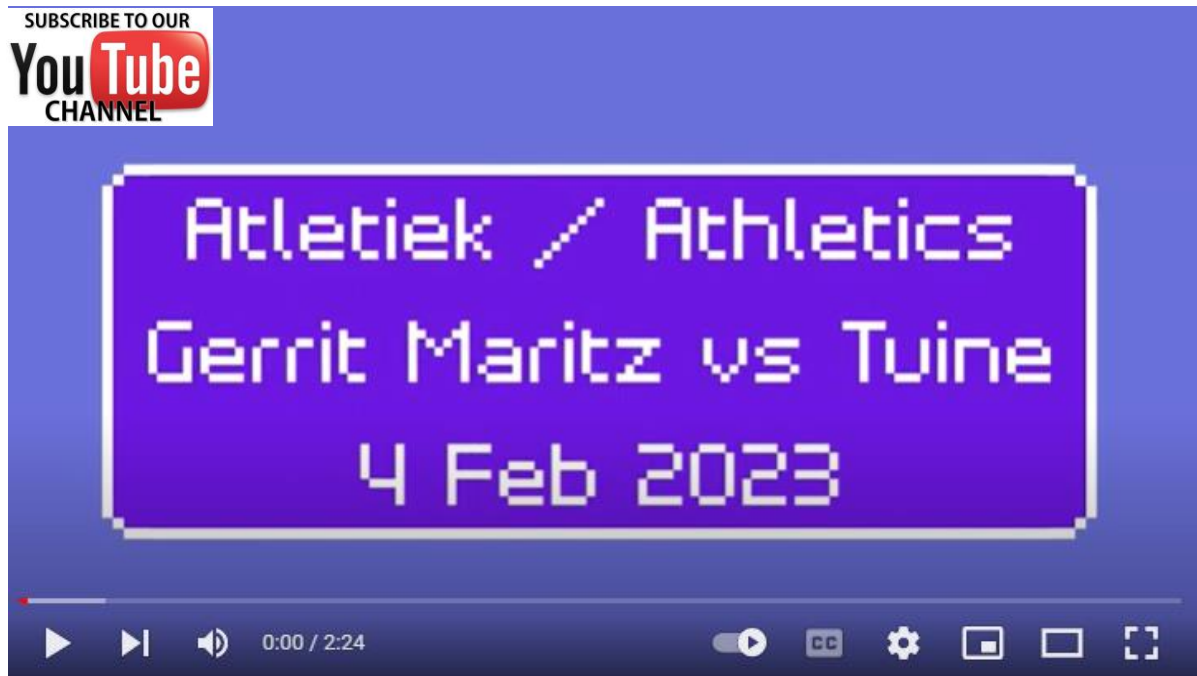 SUBSCRIBE TO OUR
YouTube
CHANNEL
Atletiek / Athletics
Gerrit Maritz vs Tuine
4 Feb 2023
0:00 / 2:24
CC